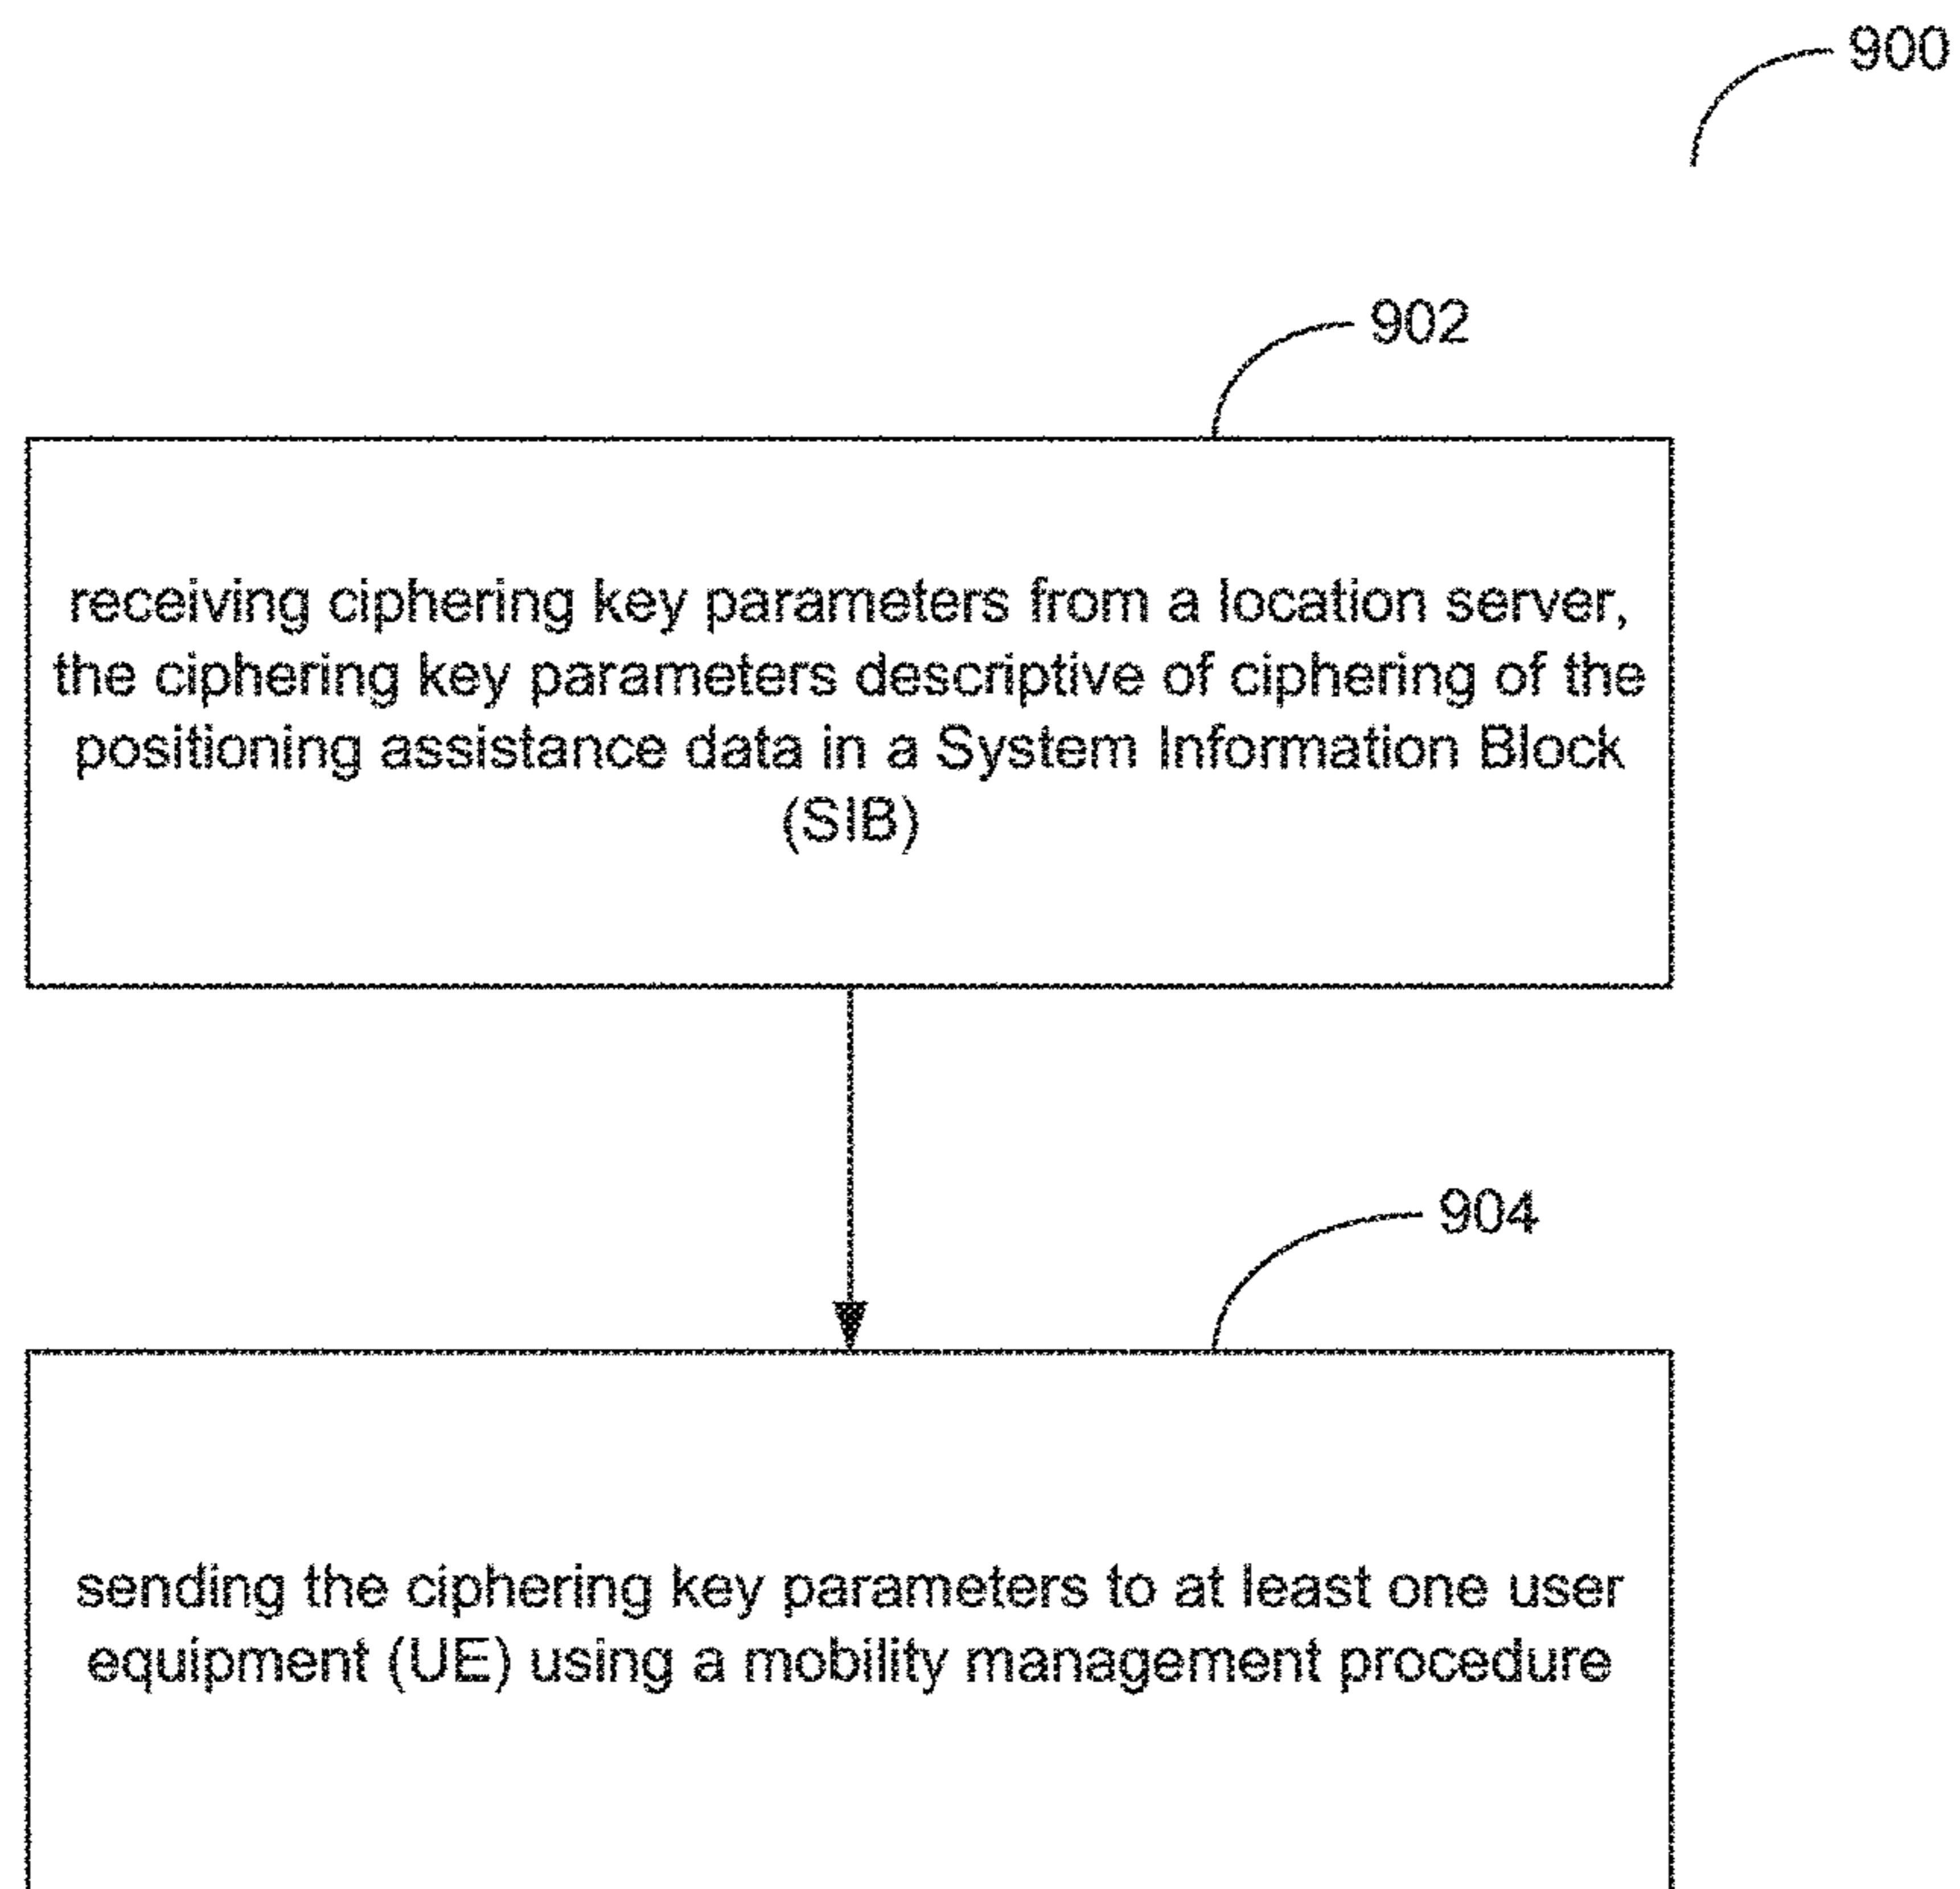 900
902
receiving ciphering key parameters from a location server,
the ciphering key parameters descriptive of ciphering of the
positioning assistance data in a System Information Block
(SIB)
904
sending the ciphering key parameters to at least one user
equipment (UE) using a mobility management procedure